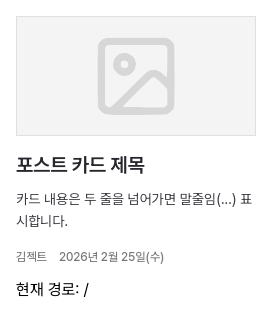 포스트 카드 제목
카드 내용은 두 줄을 넘어가면 말줄임(...) 표
시합니다.
김젝트 2026년 2월 25일(수)
현재 경로: /